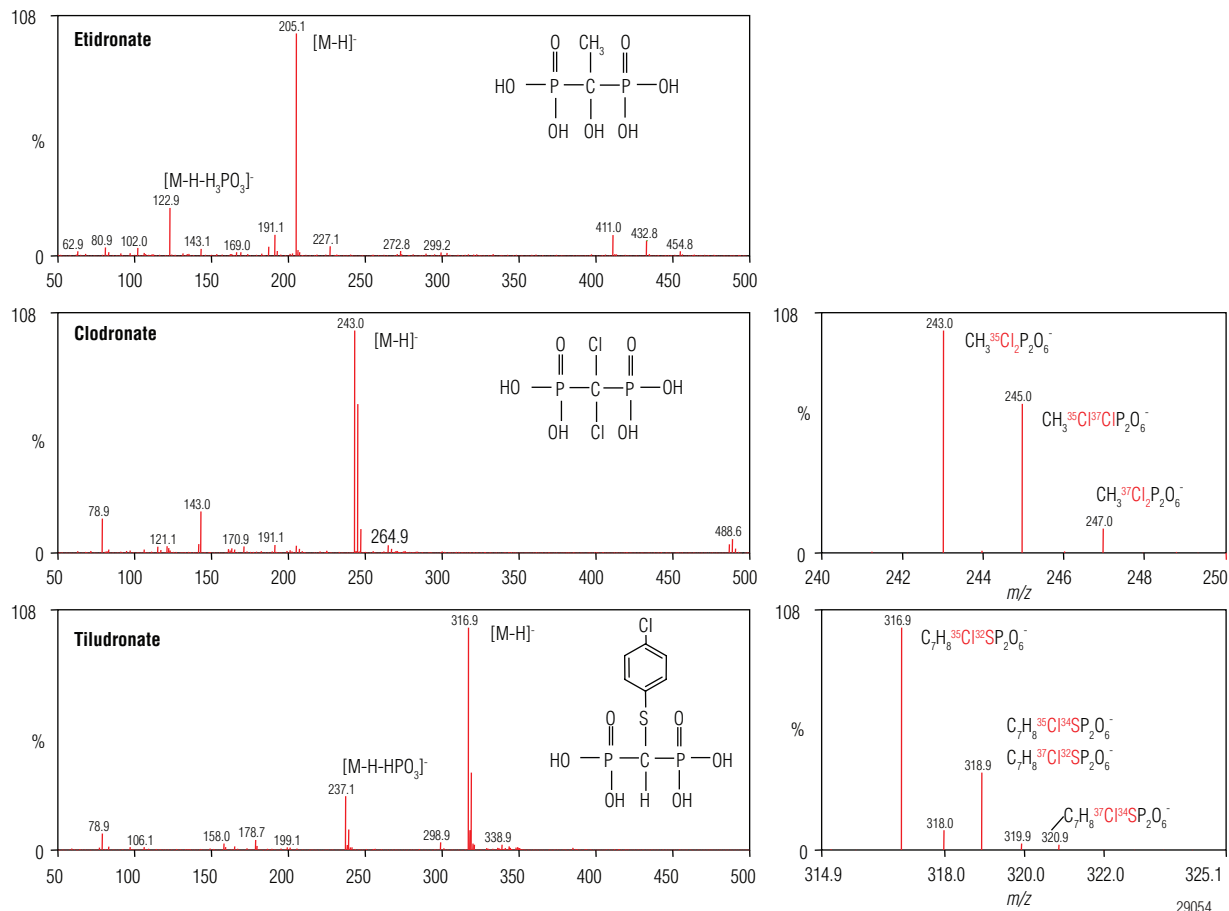 108
Etidronate
205.1
[M-H]⁻
O CH₃ O
HO P C P OH
OH OH OH
%
[M-H-H₃PO₃]⁻
122.9
62.9 80.9 102.0 143.1 169.0 191.1 227.1 272.8 299.2 411.0 432.8 454.8
0
50 100 150 200 250 300 350 400 450 500
108
Clodronate
243.0
[M-H]⁻
O Cl O
HO P C P OH
OH Cl OH
%
78.9 121.1 143.0 170.9 191.1 264.9 488.6
0
50 100 150 200 250 300 350 400 450 500
108
243.0
CH₃³⁵Cl₂P₂O₆⁻
%
245.0
CH₃³⁵Cl³⁷ClP₂O₆⁻
CH₃³⁷Cl₂P₂O₆⁻
247.0
0
240 242 244 246 248 250
m/z
108
Tiludronate
316.9
[M-H]⁻
Cl
S
O O
HO P C P OH
OH H OH
%
[M-H-HPO₃]⁻
237.1
78.9 106.1 158.0 178.7 199.1 298.9 338.9
0
50 100 150 200 250 300 350 400 450 500
108
316.9
C₇H₈³⁵Cl³²SP₂O₆⁻
%
C₇H₈³⁵Cl³⁴SP₂O₆⁻
C₇H₈³⁷Cl³²SP₂O₆⁻
318.9
C₇H₈³⁷Cl³⁴SP₂O₆⁻
318.0 319.9 320.9
0
314.9 318.0 320.0 322.0 325.1
m/z
29054